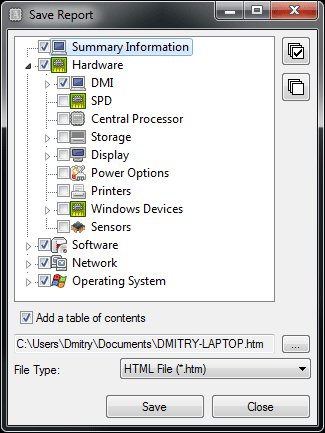 Save Report
Summary Information
Hardware
DMI
SPD
Central Processor
Storage
Display
Power Options
Printers
Windows Devices
Sensors
Software
Network
Operating System
Add a table of contents
C:\Users\Dmitry\Documents\DMITRY-LAPTOP.htm
...
File Type: HTML File (*.htm)
Save Close